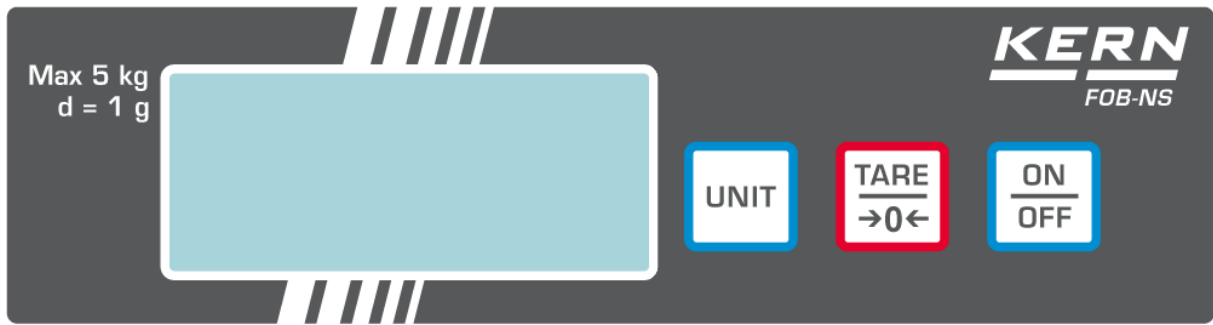 Max 5 kg
d = 1 g
KERN
FOB-NS
UNIT
TARE
→0←
ON
OFF